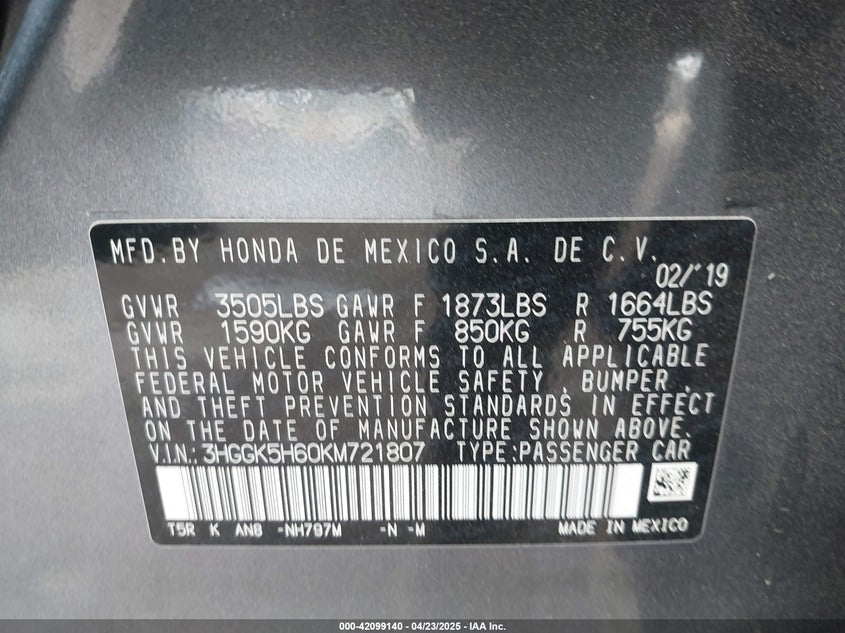 MFD.BY HONDA DE MEXICO S.A. DE C.V.
02/'19
GVWR 3505LBS GAWR F 1873LBS R 1664LBS
GVWR 1590KG GAWR F 850KG R 755KG
THIS VEHICLE CONFORMS TO ALL APPLICABLE
FEDERAL MOTOR VEHICLE SAFETY , BUMPER ,
AND THEFT PREVENTION STANDARDS IN EFFECT
ON THE DATE OF MANUFACTURE SHOWN ABOVE.
V.IN.:3HGGK5H60KM721807 TYPE:PASSENGER CAR
T5R K AN8 -NH797M -N -M MADE IN MEXICO
000-42099140 - 04/23/2025 - IAA Inc.